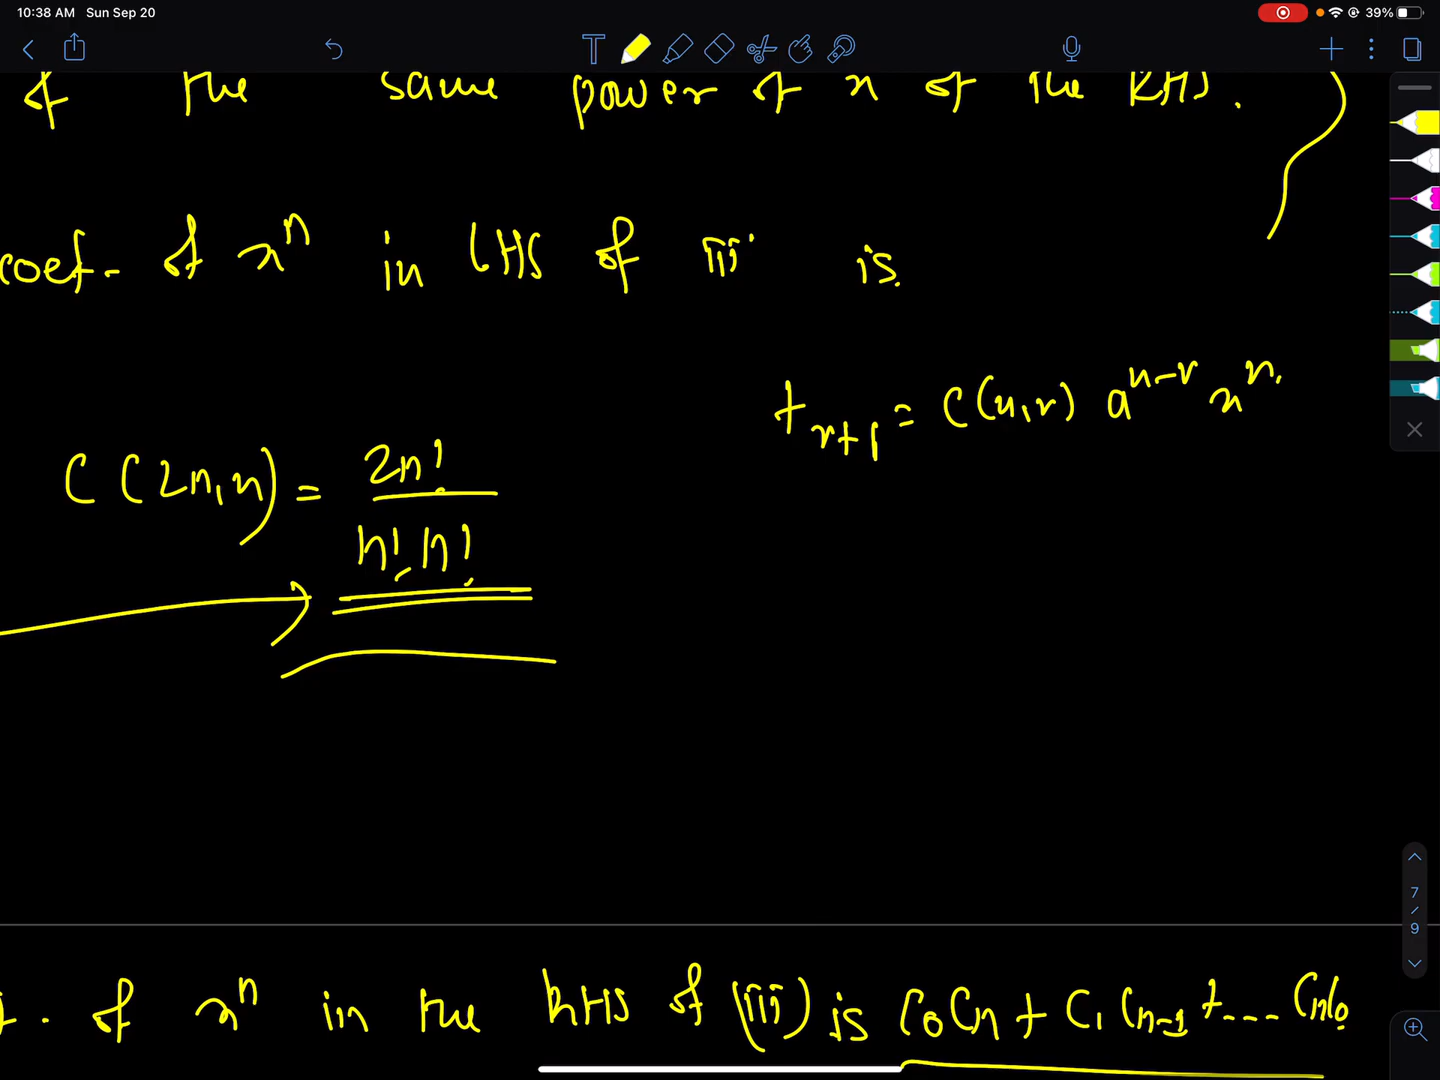 10:38 AM Sun Sep 20
39%
of the same power of x of the RHS.
coef- of x^n in LHS of iii is.
t_{r+1} = C(n,r) a^{n-r} x^n.
C(2n,n) = 2n! / n! n!
7
/
9
. of x^n in the RHS of (iii) is C0Cn + C1Cn-1 + ---- CnC0